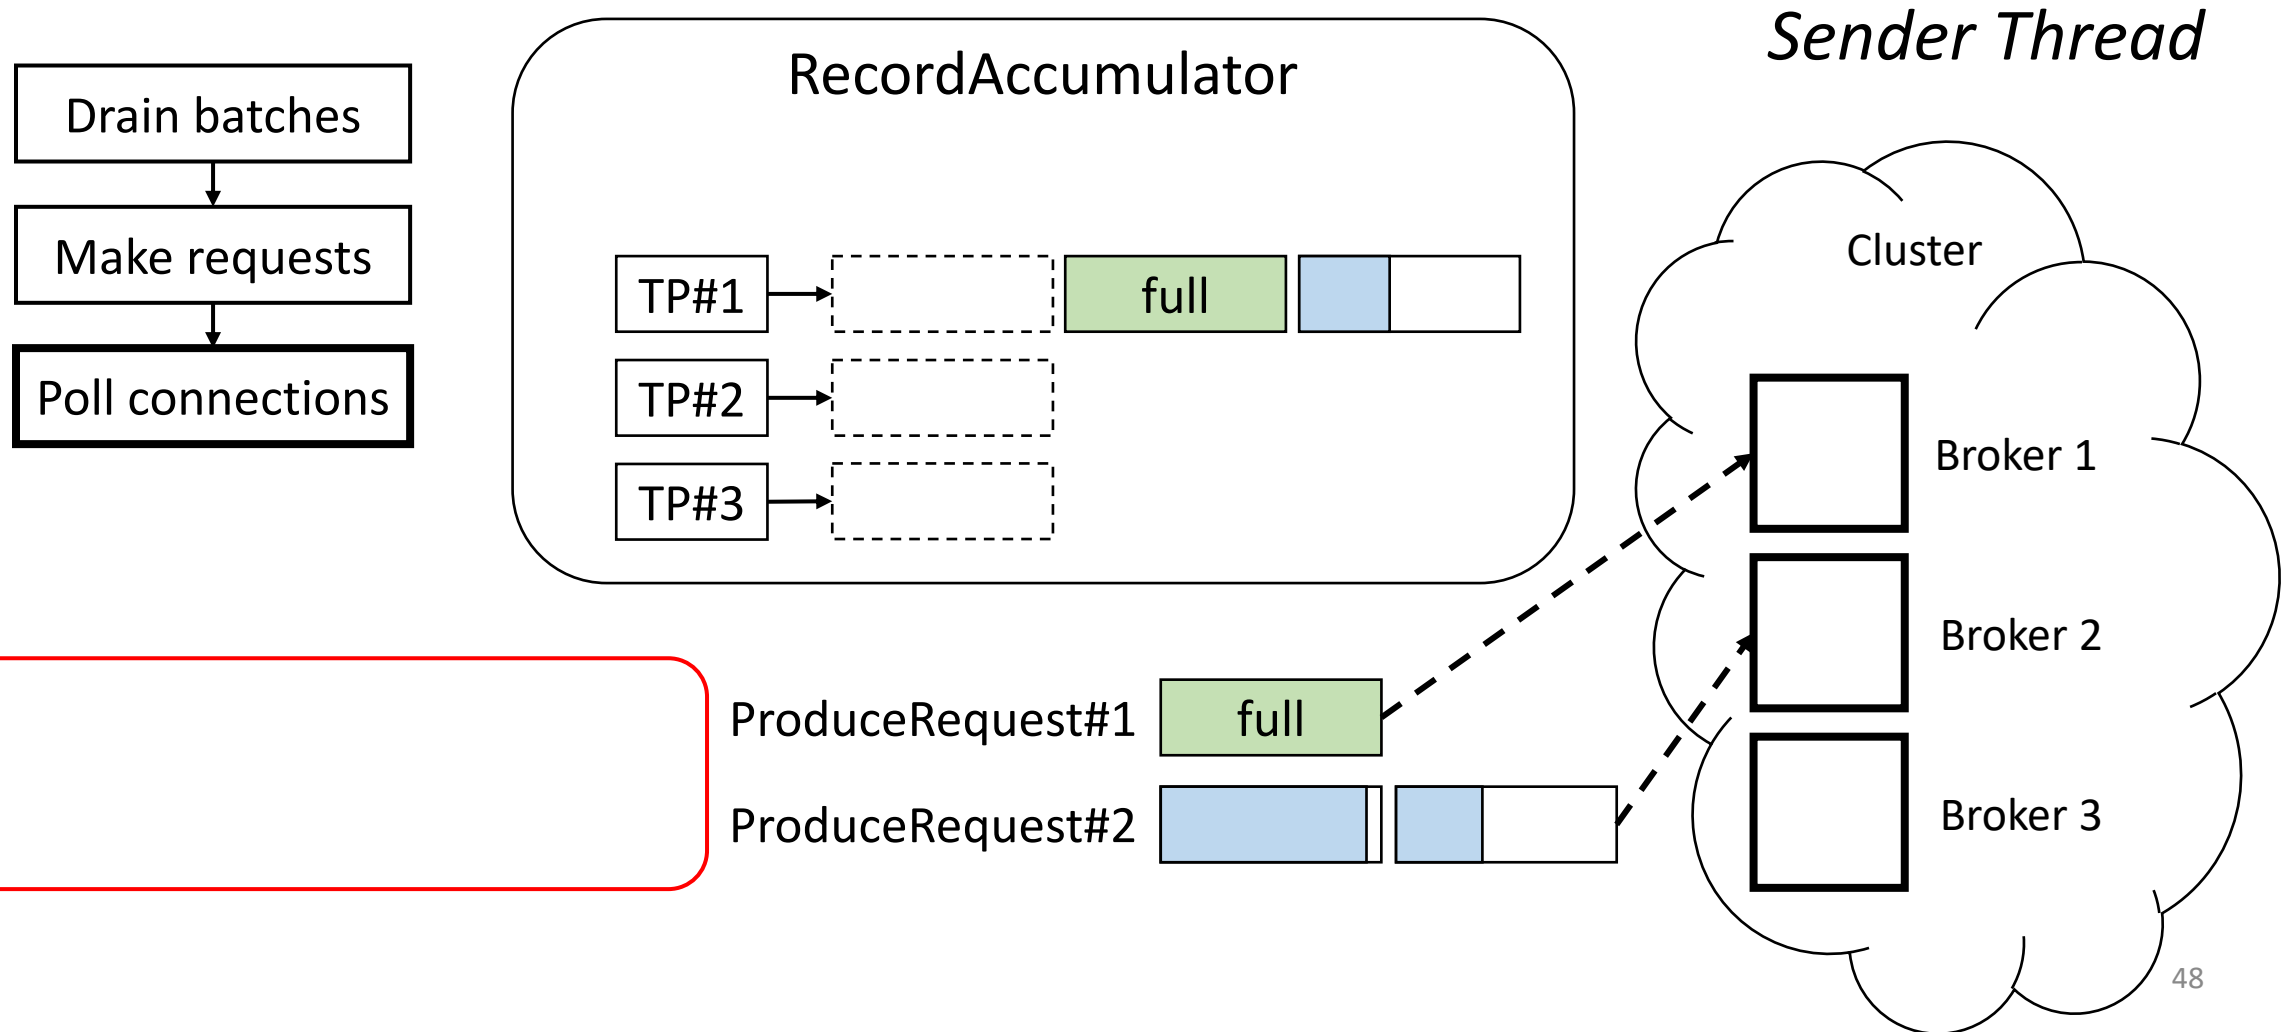 Sender Thread
Drain batches
Make requests
Poll connections
RecordAccumulator
TP#1
full
TP#2
TP#3
Cluster
Broker 1
Broker 2
Broker 3
ProduceRequest#1
full
ProduceRequest#2
48